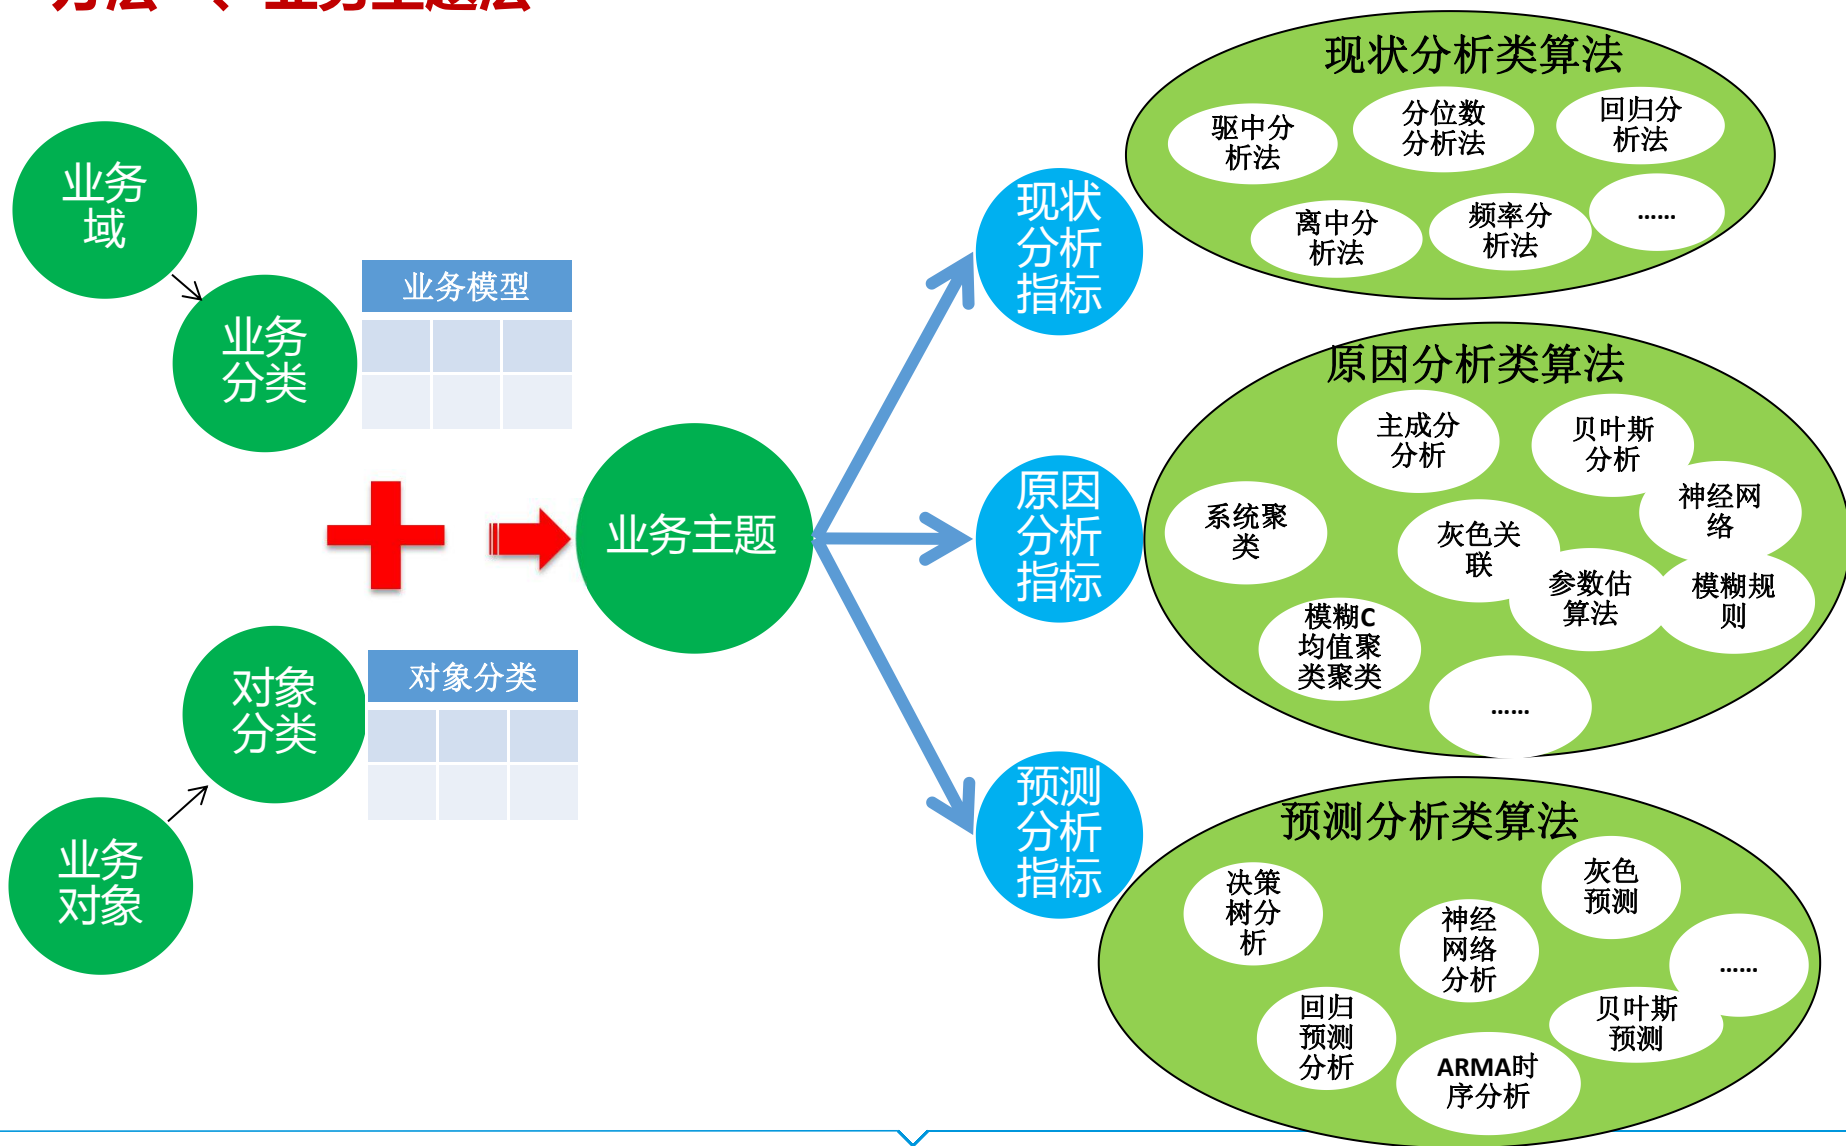 业务主题法
业务
域
业务
分类
业务模型
业务主题
对象
分类
对象分类
业务
对象
现状
分析
指标
原因
分析
指标
预测
分析
指标
现状分析类算法
驱中分
析法
分位数
分析法
回归分
析法
离中分
析法
频率分
析法
……
原因分析类算法
主成分
分析
贝叶斯
分析
神经网
络
系统聚
类
灰色关
联
参数估
算法
模糊规
则
模糊C
均值聚
类聚类
……
预测分析类算法
决策
树分
析
神经
网络
分析
灰色
预测
……
回归
预测
分析
ARMA时
序分析
贝叶斯
预测